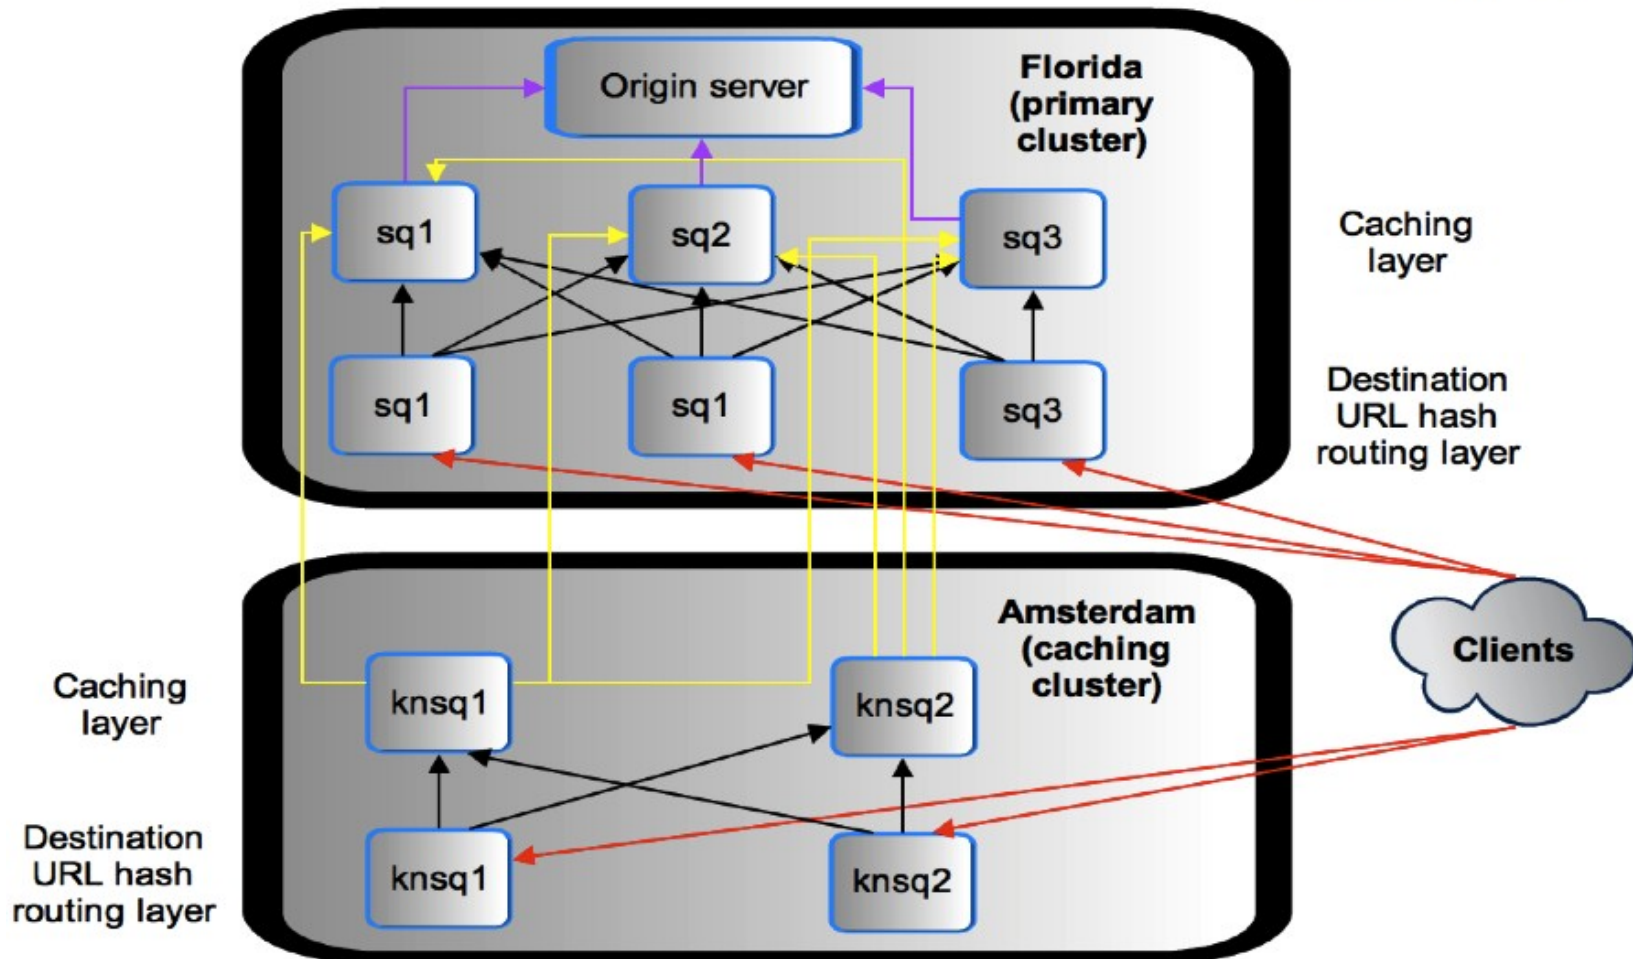 Origin server
Florida
(primary
cluster)
sq1
sq2
sq3
Caching
layer
sq1
sq1
sq3
Destination
URL hash
routing layer
Amsterdam
(caching
cluster)
Clients
Caching
layer
knsq1
knsq2
Destination
URL hash
routing layer
knsq1
knsq2